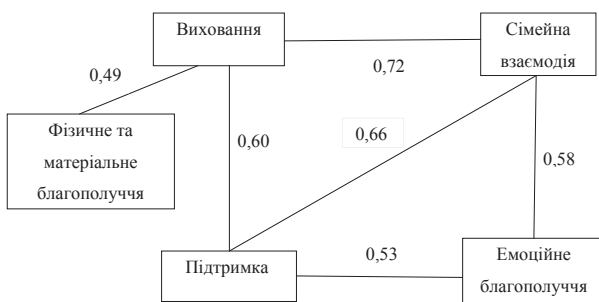 Виховання
Сімейна
взаємодія
0,49
0,72
Фізичне та
матеріальне
благополуччя
0,60
0,66
0,58
Підтримка
0,53
Емоційне
благополуччя